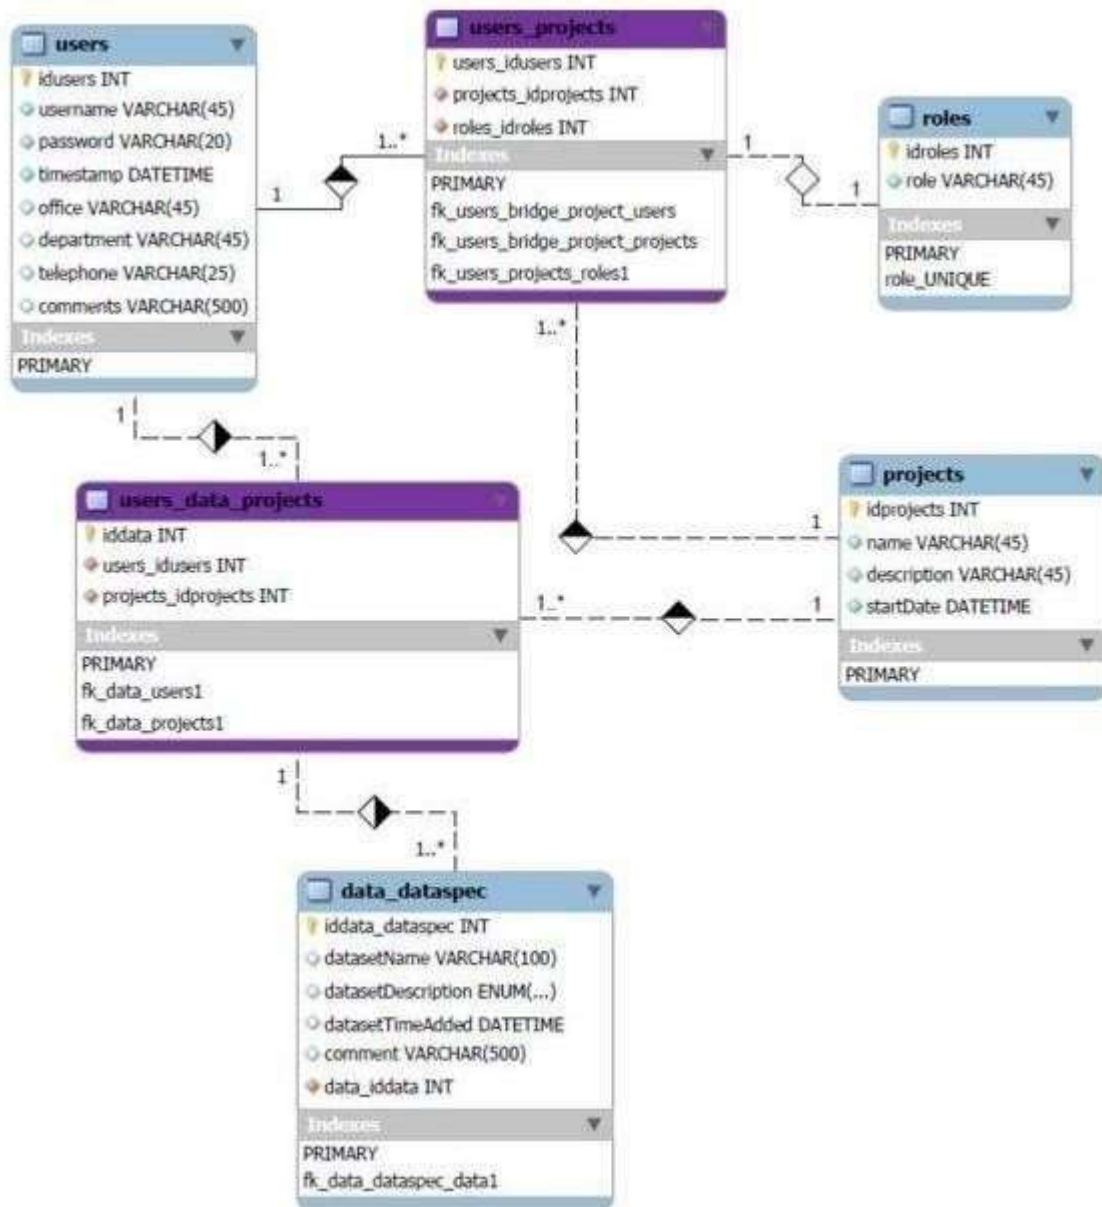 users
idusers INT
username VARCHAR(45)
password VARCHAR(20)
timestamp DATETIME
office VARCHAR(45)
department VARCHAR(45)
telephone VARCHAR(25)
comments VARCHAR(500)
Indexes
PRIMARY
1
1..*
users_projects
users_idusers INT
projects_idprojects INT
roles_idroles INT
Indexes
PRIMARY
fk_users_bridge_project_users
fk_users_bridge_project_projects
fk_users_projects_roles1
1
1
roles
idroles INT
role VARCHAR(45)
Indexes
PRIMARY
role_UNIQUE
1..*
1
1
1..*
users_data_projects
iddata INT
users_idusers INT
projects_idprojects INT
Indexes
PRIMARY
fk_data_users1
fk_data_projects1
1..*
1
projects
idprojects INT
name VARCHAR(45)
description VARCHAR(45)
startDate DATETIME
Indexes
PRIMARY
1
1..*
data_dataspec
iddata_dataspec INT
datasetName VARCHAR(100)
datasetDescription ENUM(...)
datasetTimeAdded DATETIME
comment VARCHAR(500)
data_iddata INT
Indexes
PRIMARY
fk_data_dataspec_data1